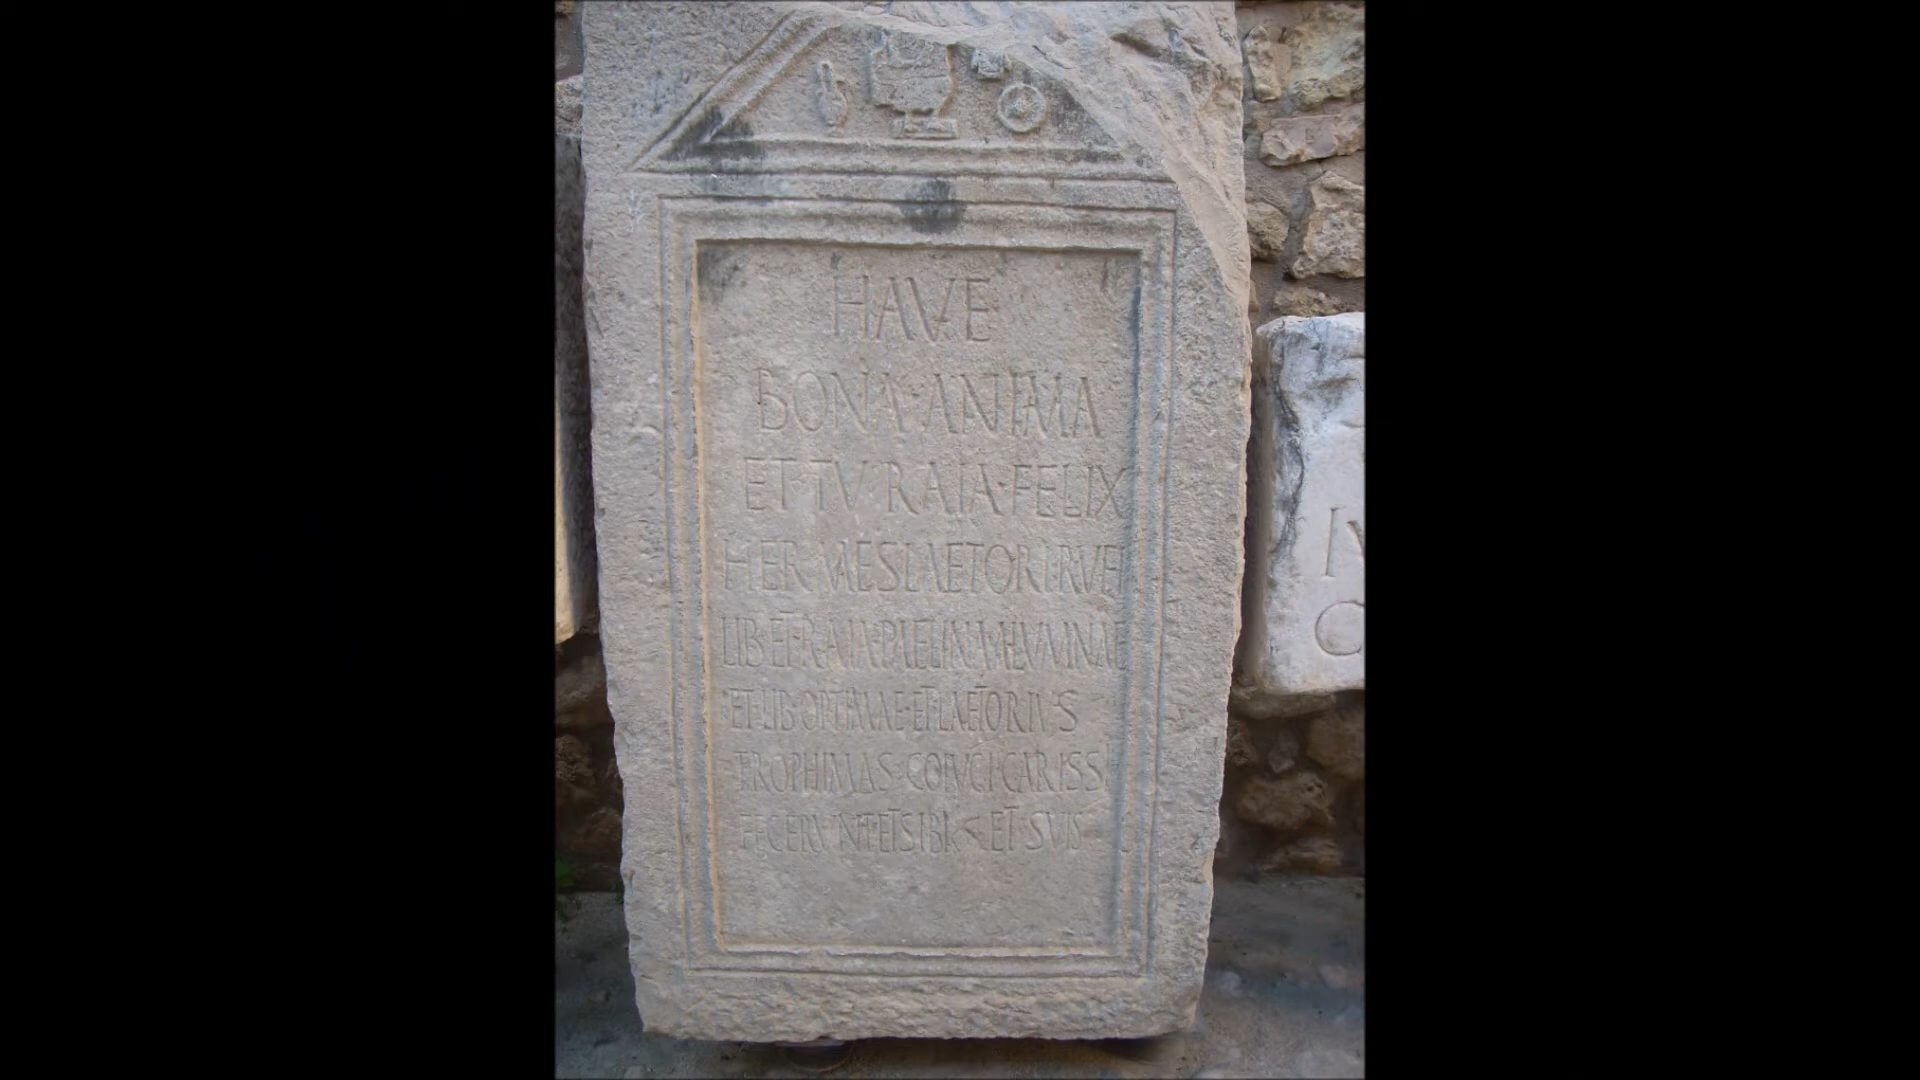 HAVE
BONA·ANIMA
ET·TV RAIA·FELIX
HERMES LAETORI·RVFI
LIB·ET·RAIA·
ET·LIB·OPTIMAE·ET·LAETORIVS
TROPHIMAS·COIVGI·CARISSI
FECERVNT·ET SIBI < ET SVIS